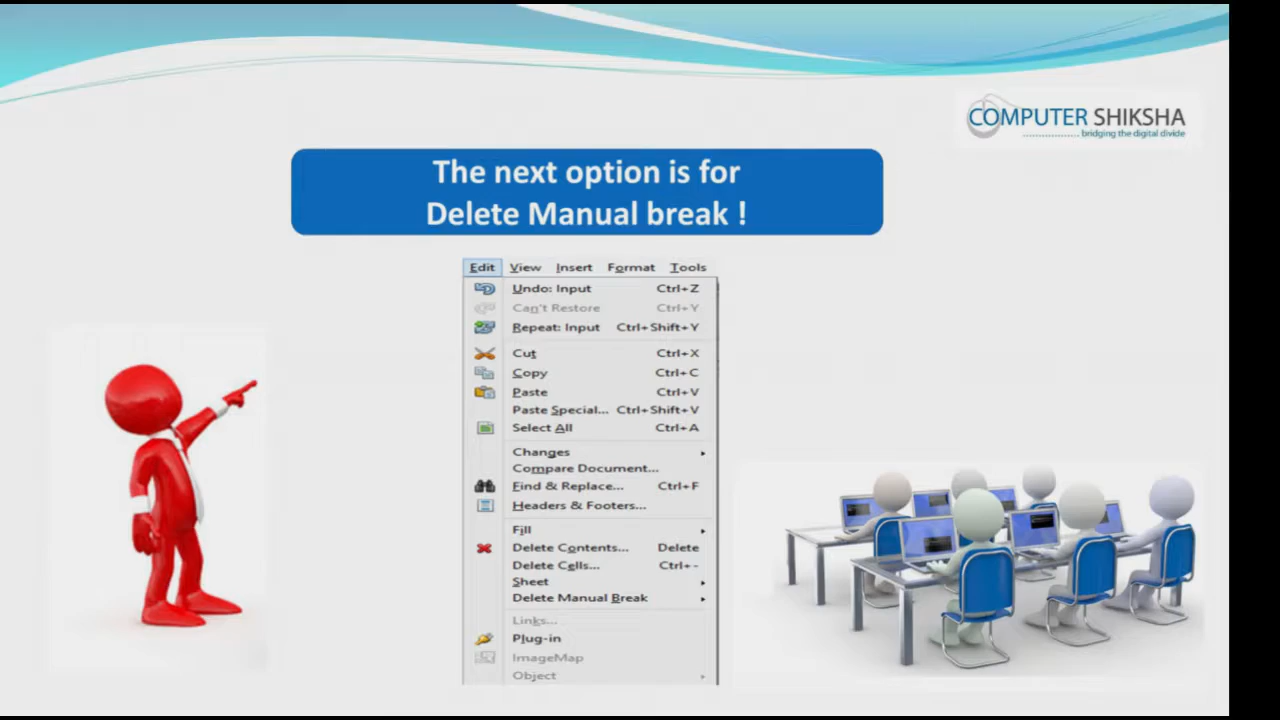 COMPUTER SHIKSHA
bridging the digital divide
The next option is for
Delete Manual break !
Edit View Insert Format Tools
Undo: Input Ctrl+Z
Can't Restore Ctrl+Y
Repeat: Input Ctrl+Shift+Y
Cut Ctrl+X
Copy Ctrl+C
Paste Ctrl+V
Paste Special... Ctrl+Shift+V
Select All Ctrl+A
Changes
Compare Document...
Find & Replace... Ctrl+F
Headers & Footers...
Fill
Delete Contents... Delete
Delete Cells... Ctrl+-
Sheet
Delete Manual Break
Links...
Plug-in
ImageMap
Object